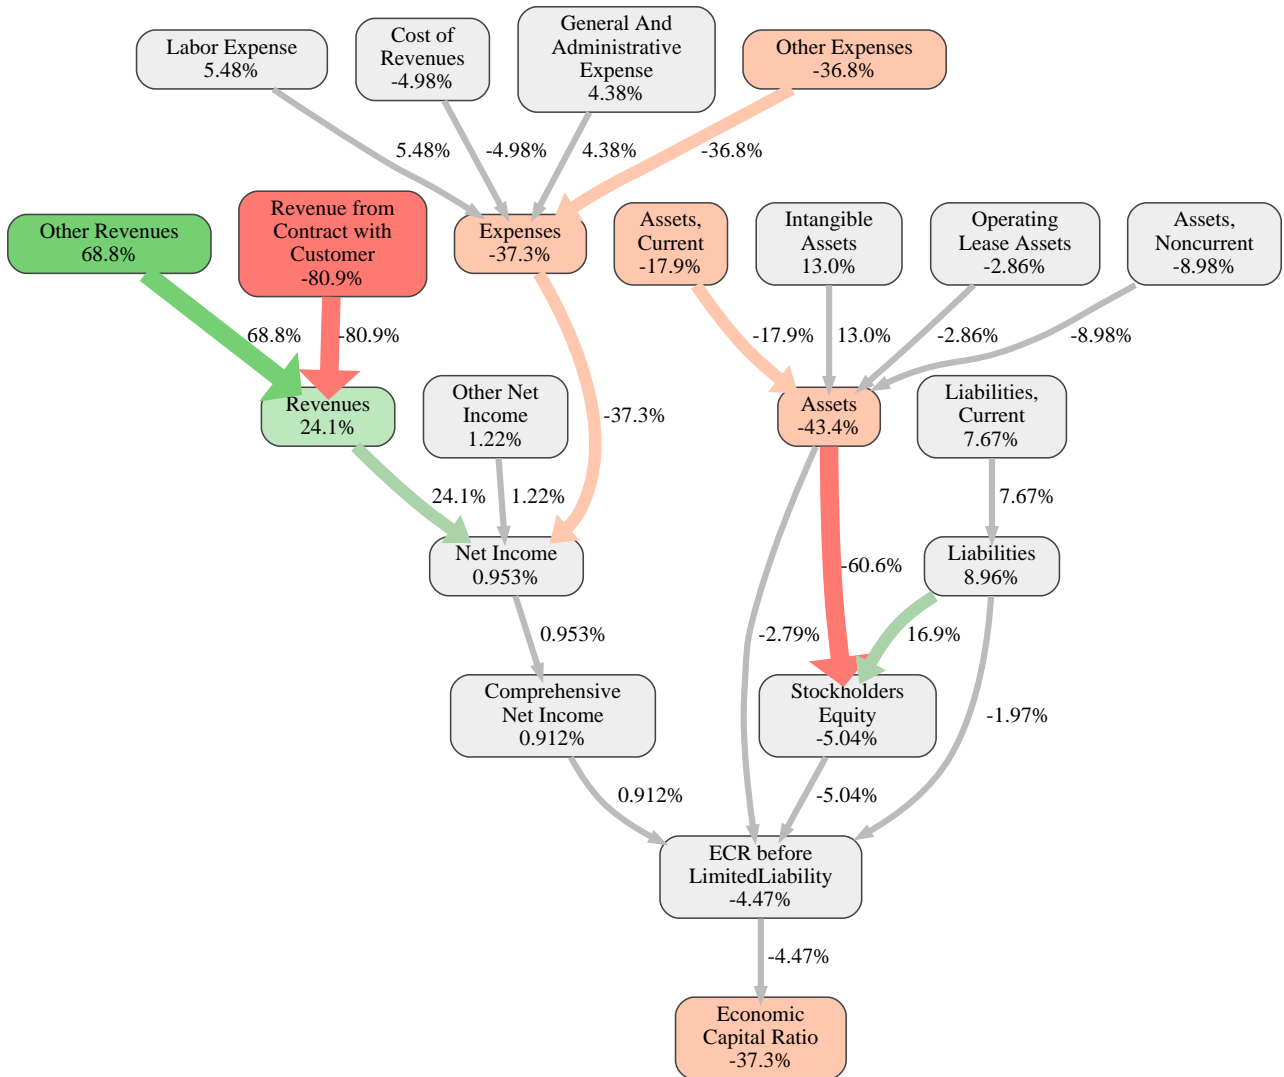 Labor Expense
5.48%
Cost of
Revenues
-4.98%
General And
Administrative
Expense
4.38%
Other Expenses
-36.8%
5.48%
-4.98%
4.38%
-36.8%
Other Revenues
68.8%
Revenue from
Contract with
Customer
-80.9%
Expenses
-37.3%
Assets,
Current
-17.9%
Intangible
Assets
13.0%
Operating
Lease Assets
-2.86%
Assets,
Noncurrent
-8.98%
68.8%
-80.9%
-17.9%
13.0%
-2.86%
-8.98%
Revenues
24.1%
Other Net
Income
1.22%
-37.3%
Assets
-43.4%
Liabilities,
Current
7.67%
24.1%
1.22%
7.67%
Net Income
0.953%
-60.6%
Liabilities
8.96%
0.953%
-2.79%
16.9%
Comprehensive
Net Income
0.912%
Stockholders
Equity
-5.04%
-1.97%
0.912%
-5.04%
ECR before
LimitedLiability
-4.47%
-4.47%
Economic
Capital Ratio
-37.3%